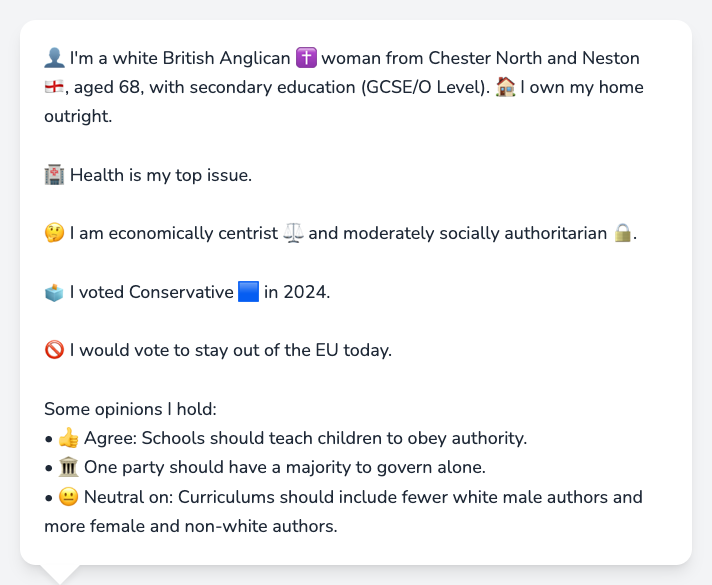 👤 I'm a white British Anglican ✝️ woman from Chester North and Neston
🏴󠁧󠁢󠁥󠁮󠁧󠁿, aged 68, with secondary education (GCSE/O Level). 🏠 I own my home
outright.
🏥 Health is my top issue.
🤔 I am economically centrist ⚖️ and moderately socially authoritarian 🔒.
🗳️ I voted Conservative 🟦 in 2024.
🚫 I would vote to stay out of the EU today.
Some opinions I hold:
• 👍 Agree: Schools should teach children to obey authority.
• 🏛️ One party should have a majority to govern alone.
• 😐 Neutral on: Curriculums should include fewer white male authors and
more female and non-white authors.